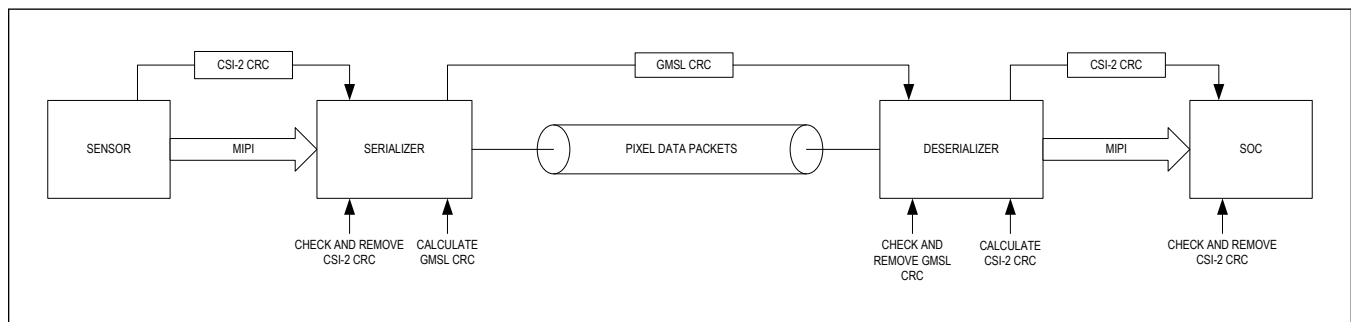 CSI-2 CRC
GMSL CRC
CSI-2 CRC
SENSOR
MIPI
SERIALIZER
PIXEL DATA PACKETS
DESERIALIZER
MIPI
SOC
CHECK AND REMOVE
CSI-2 CRC
CALCULATE
GMSL CRC
CHECK AND
REMOVE GMSL
CRC
CALCULATE
CSI-2 CRC
CHECK AND REMOVE
CSI-2 CRC